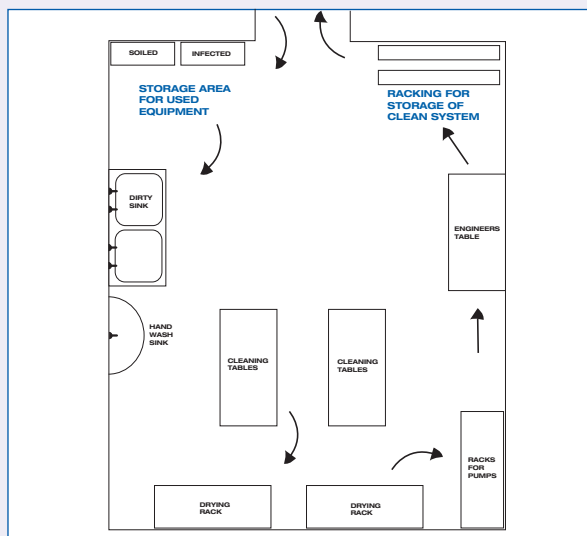 SOILED
INFECTED
STORAGE AREA
FOR USED
EQUIPMENT
RACKING FOR
STORAGE OF
CLEAN SYSTEM
DIRTY
SINK
ENGINEERS
TABLE
HAND
WASH
SINK
CLEANING
TABLES
CLEANING
TABLES
RACKS
FOR
PUMPS
DRYING
RACK
DRYING
RACK